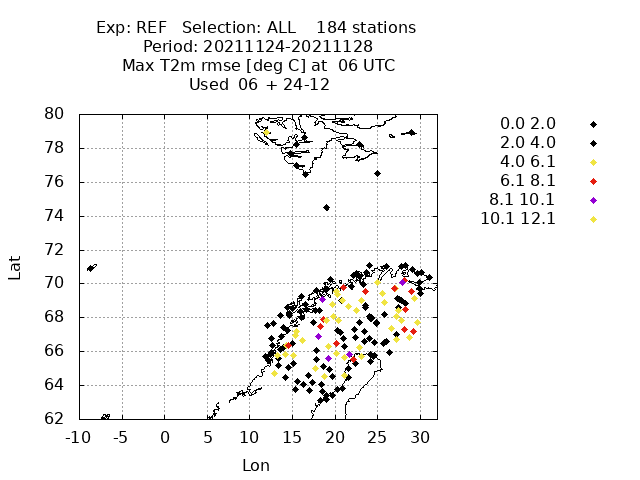 Exp: REF   Selection: ALL    184 stations
Period: 20211124-20211128
Max T2m rmse [deg C] at  06 UTC
Used  06 + 24-12
0.0 2.0
2.0 4.0
4.0 6.1
6.1 8.1
8.1 10.1
10.1 12.1
80
78
76
74
72
70
68
66
64
62
Lat
-10 -5 0 5 10 15 20 25 30
Lon